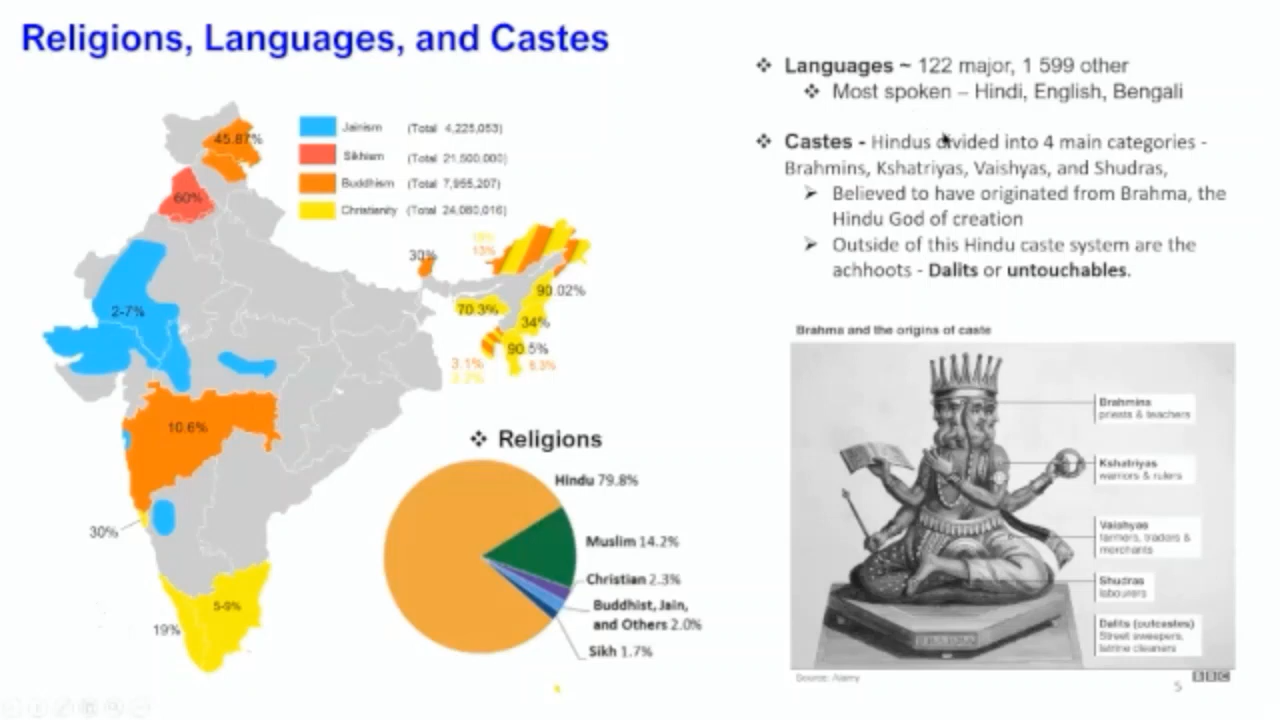 Religions, Languages, and Castes
❖ Languages ~ 122 major, 1 599 other
❖ Most spoken – Hindi, English, Bengali
❖ Castes - Hindus divided into 4 main categories -
Brahmins, Kshatriyas, Vaishyas, and Shudras,
➢ Believed to have originated from Brahma, the
Hindu God of creation
➢ Outside of this Hindu caste system are the
achhoots - Dalits or untouchables.
Jainism (Total 4,225,053)
Sikhism (Total 21,500,000)
Buddhism (Total 7,955,207)
Christianity (Total 24,080,016)
45.87%
60%
30%
13%
90.02%
2-7%
70.3%
34%
90.5%
3.1%
10.6%
30%
5-9%
19%
❖ Religions
Hindu 79.8%
Muslim 14.2%
Christian 2.3%
Buddhist, Jain,
and Others 2.0%
Sikh 1.7%
Brahma and the origins of caste
Brahmins
priests & teachers
Kshatriyas
warriors & rulers
Vaishyas
farmers, traders &
merchants
Shudras
labourers
Dalits (outcastes)
Street sweepers,
latrine cleaners
BRAHMA
Source: Alamy
BBC
5